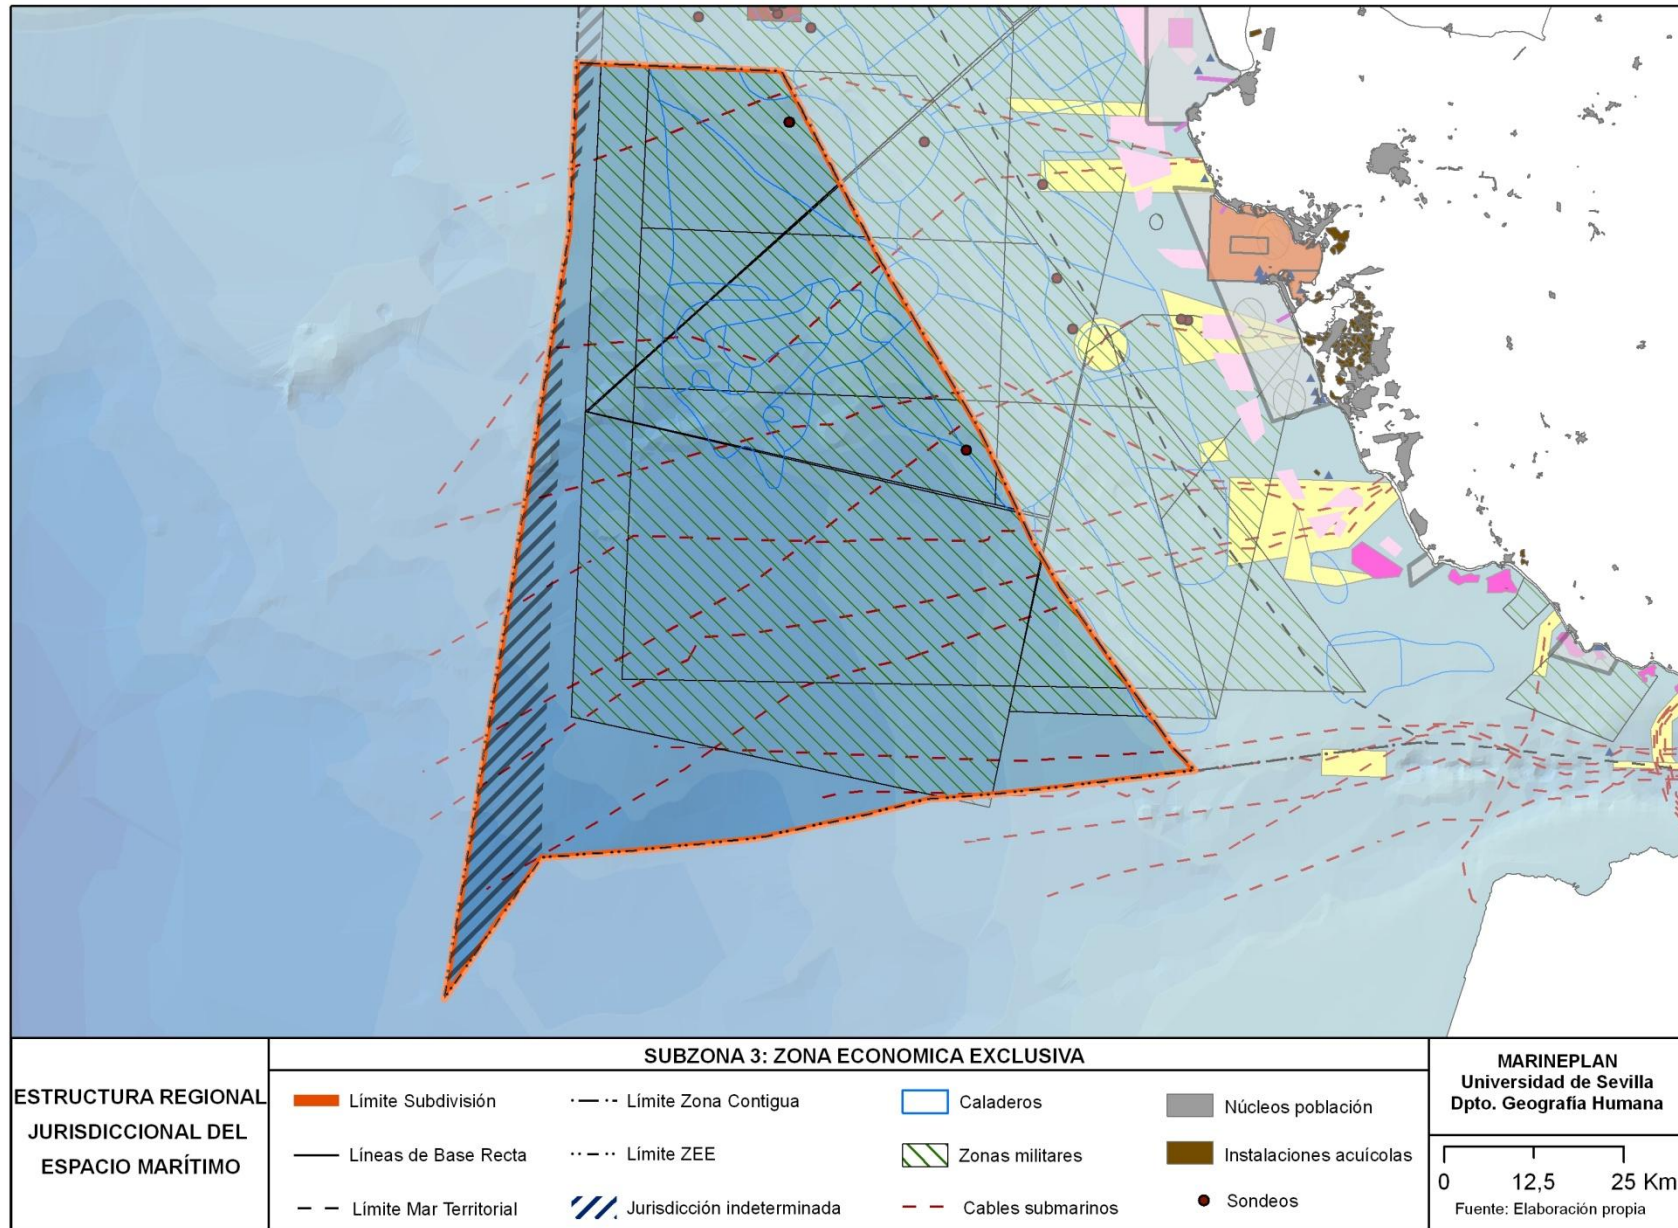 ESTRUCTURA REGIONAL
JURISDICCIONAL DEL
ESPACIO MARÍTIMO
SUBZONA 3: ZONA ECONOMICA EXCLUSIVA
Límite Subdivisión
Límite Zona Contigua
Caladeros
Núcleos población
Líneas de Base Recta
Límite ZEE
Zonas militares
Instalaciones acuícolas
Límite Mar Territorial
Jurisdicción indeterminada
Cables submarinos
Sondeos
MARINEPLAN
Universidad de Sevilla
Dpto. Geografía Humana
0 12,5 25 Km
Fuente: Elaboración propia